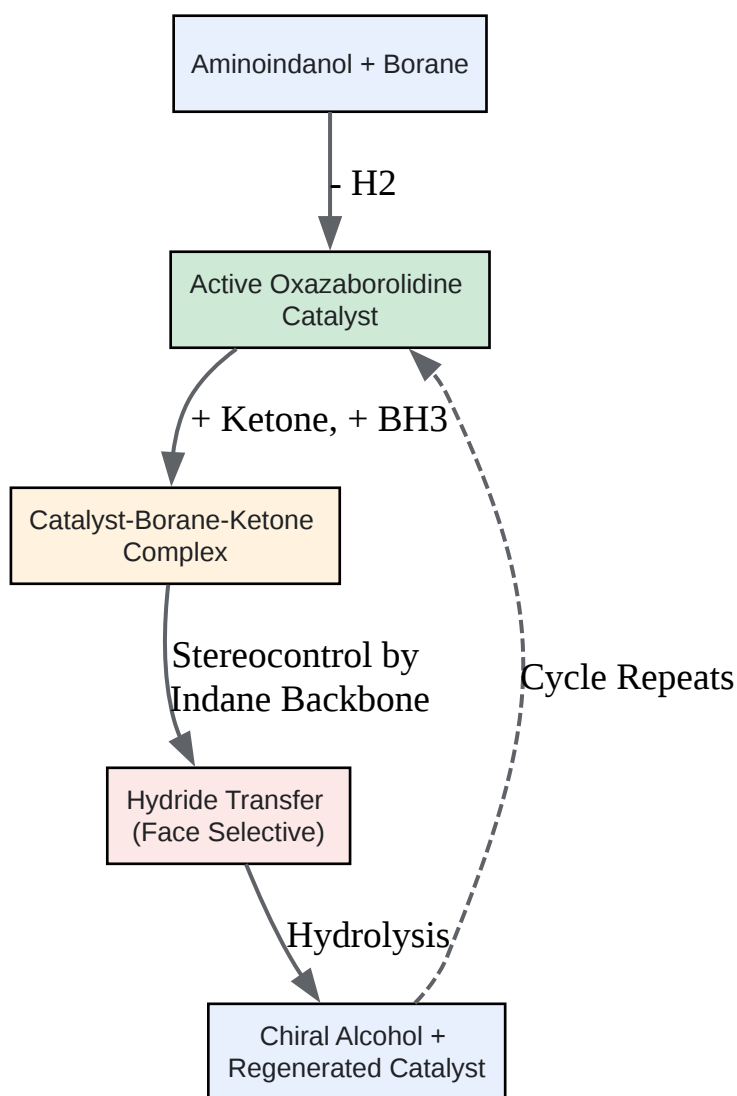 Aminoindanol + Borane
- H2
Active Oxazaborolidine
Catalyst
+ Ketone, + BH3
Catalyst-Borane-Ketone
Complex
Stereocontrol by
Indane Backbone
Cycle Repeats
Hydride Transfer
(Face Selective)
Hydrolysis
Chiral Alcohol +
Regenerated Catalyst